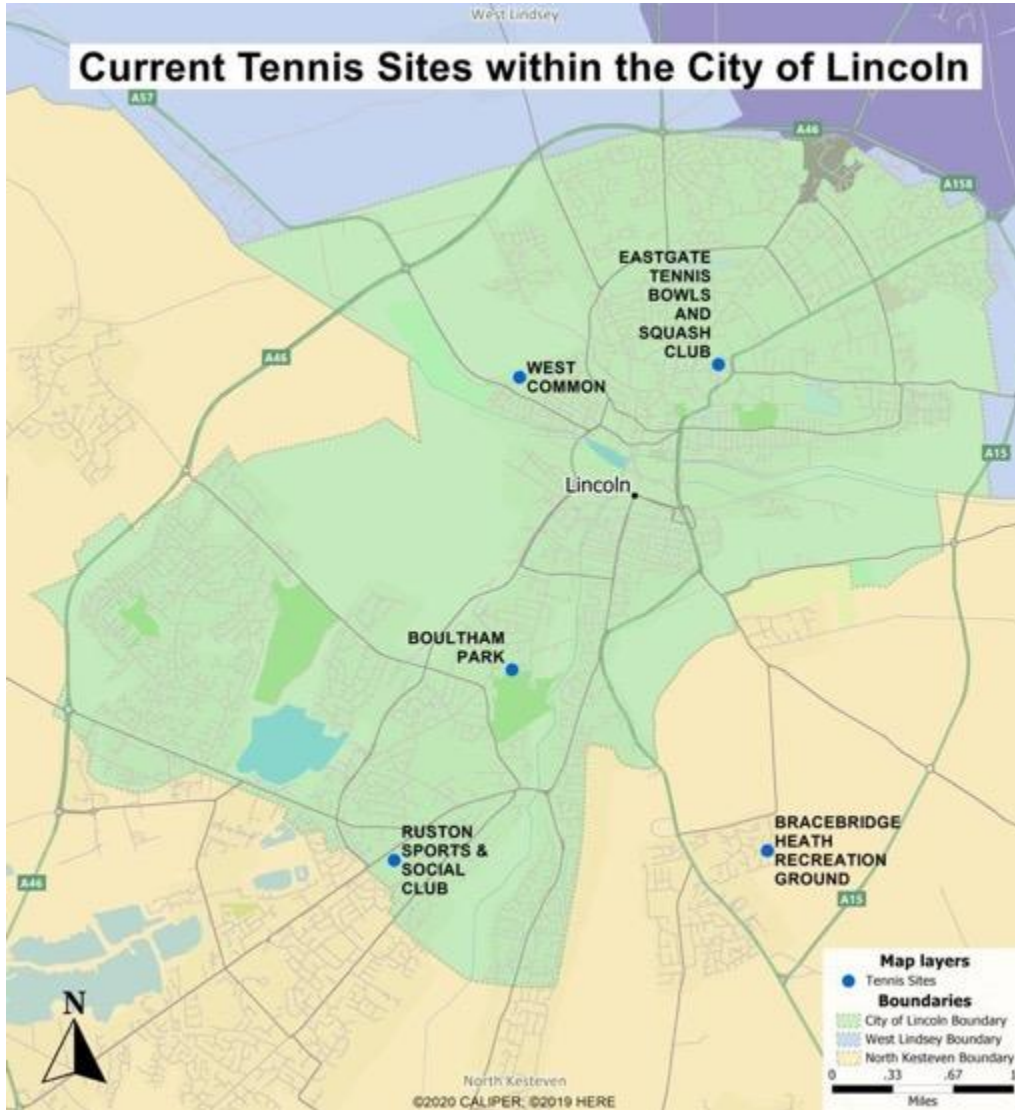 West Lindsey
Current Tennis Sites within the City of Lincoln
A57
A46
A158
EASTGATE
TENNIS
BOWLS
AND
SQUASH
CLUB
A46
WEST
COMMON
A15
Lincoln
BOULTHAM
PARK
RUSTON
SPORTS &
SOCIAL
CLUB
BRACEBRIDGE
HEATH
RECREATION
GROUND
A46
A15
N
Map layers
Tennis Sites
Boundaries
City of Lincoln Boundary
West Lindsey Boundary
North Kesteven Boundary
0 .33 .67 1
Miles
North Kesteven
©2020 CALIPER; ©2019 HERE